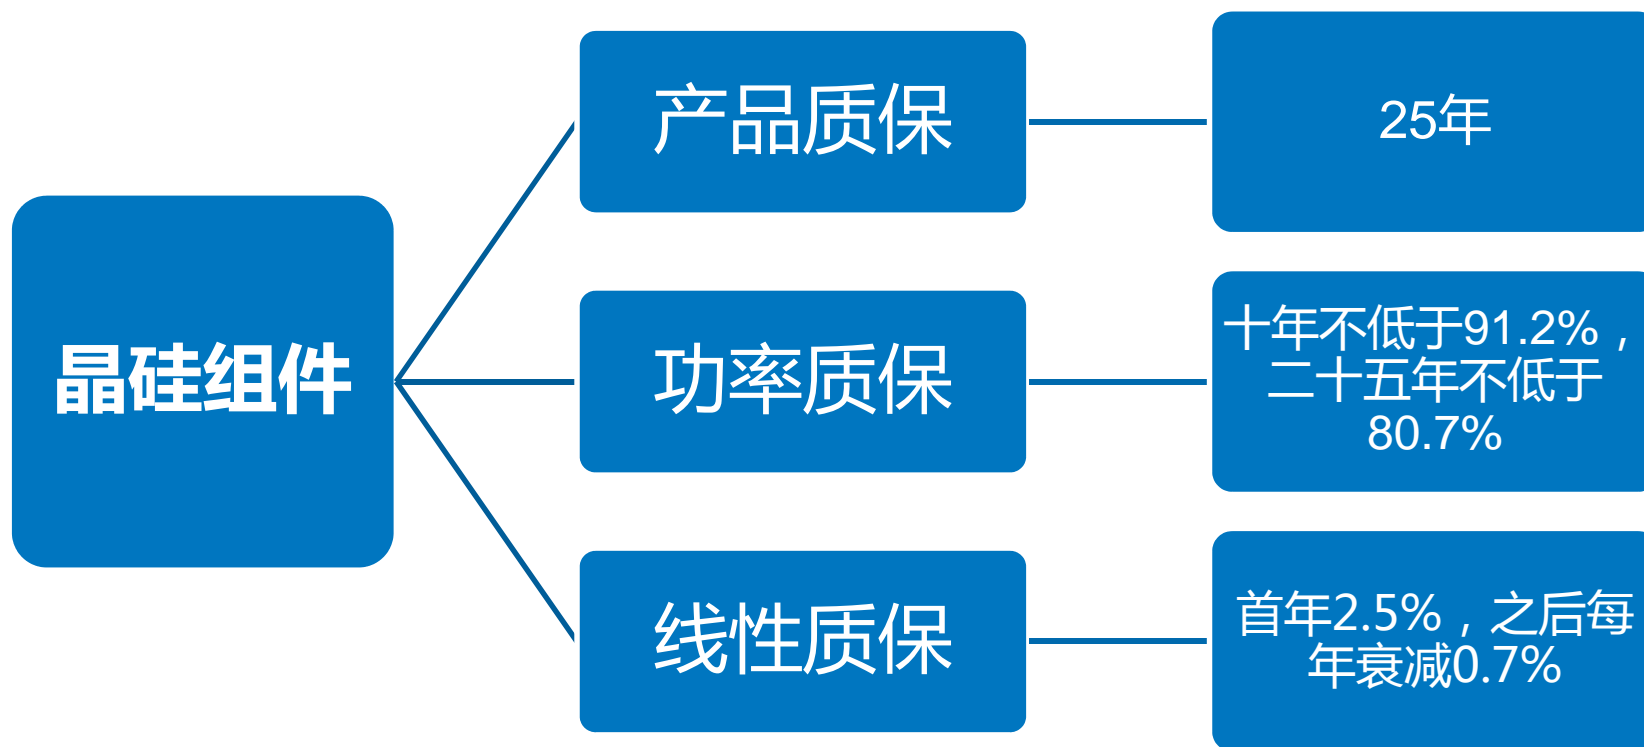 晶硅组件
产品质保
25年
功率质保
十年不低于91.2%，
二十五年不低于
80.7%
线性质保
首年2.5%，之后每
年衰减0.7%